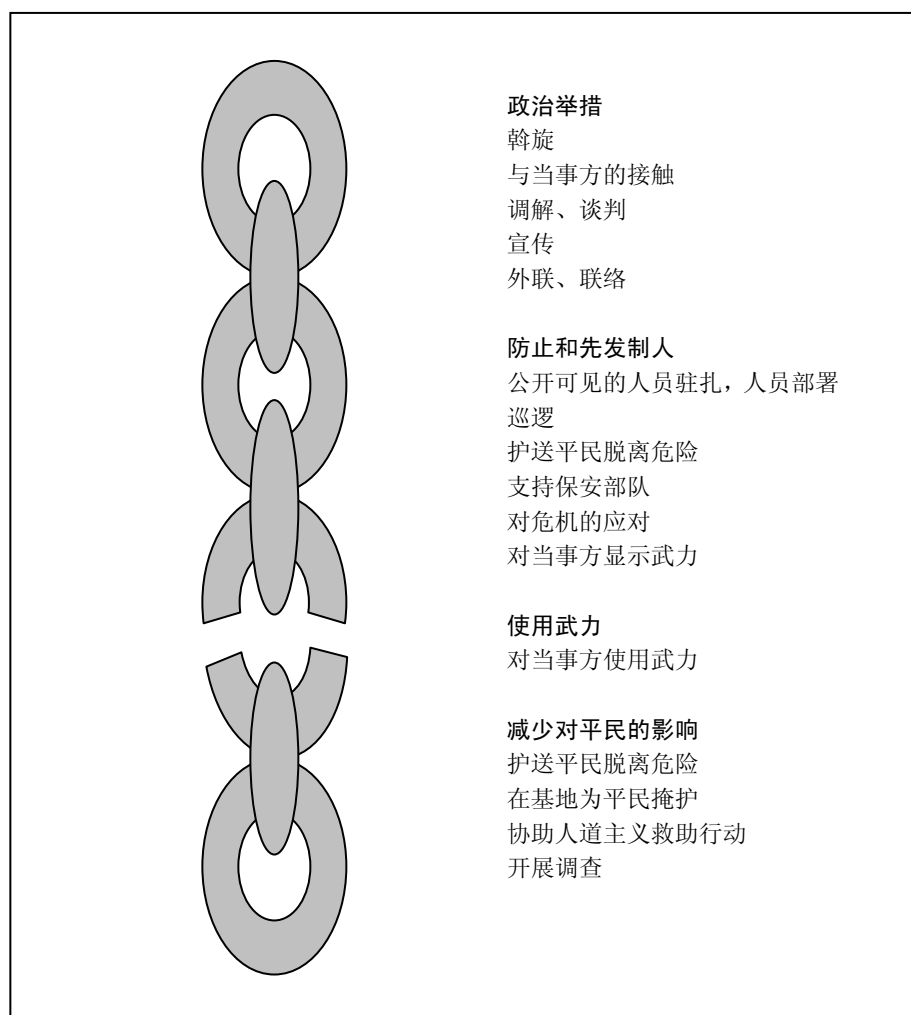 政治举措
斡旋
与当事方的接触
调解、谈判
宣传
外联、联络
防止和先发制人
公开可见的人员驻扎，人员部署
巡逻
护送平民脱离危险
支持保安部队
对危机的应对
对当事方显示武力
使用武力
对当事方使用武力
减少对平民的影响
护送平民脱离危险
在基地为平民掩护
协助人道主义救助行动
开展调查